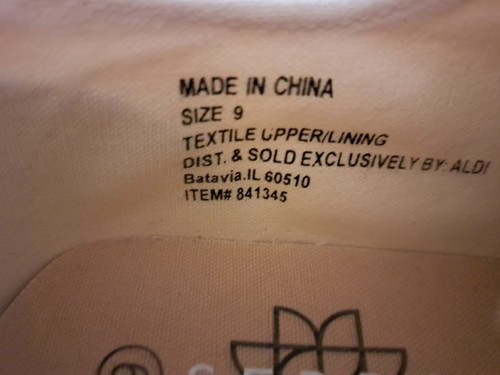 MADE IN CHINA
SIZE 9
TEXTILE UPPER/LINING
DIST. & SOLD EXCLUSIVELY BY: ALDI
Batavia.IL 60510
ITEM# 841345